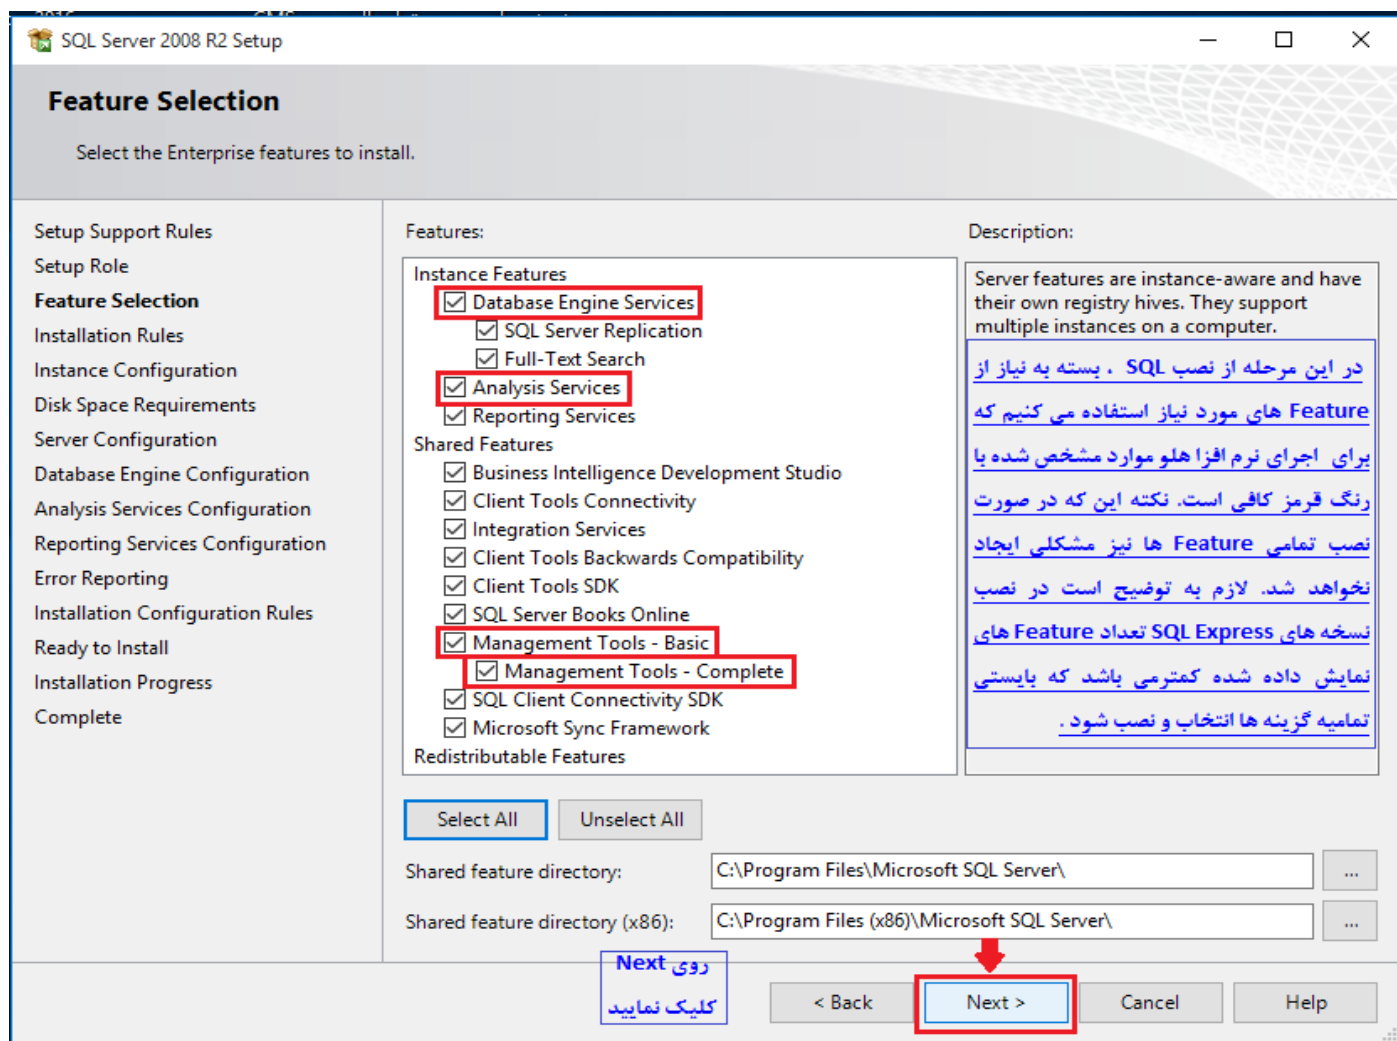 SQL Server 2008 R2 Setup
Feature Selection
Select the Enterprise features to install.
Setup Support Rules
Setup Role
Feature Selection
Installation Rules
Instance Configuration
Disk Space Requirements
Server Configuration
Database Engine Configuration
Analysis Services Configuration
Reporting Services Configuration
Error Reporting
Installation Configuration Rules
Ready to Install
Installation Progress
Complete
Features:
Instance Features
Database Engine Services
SQL Server Replication
Full-Text Search
Analysis Services
Reporting Services
Shared Features
Business Intelligence Development Studio
Client Tools Connectivity
Integration Services
Client Tools Backwards Compatibility
Client Tools SDK
SQL Server Books Online
Management Tools - Basic
Management Tools - Complete
SQL Client Connectivity SDK
Microsoft Sync Framework
Redistributable Features
Description:
Server features are instance-aware and have
their own registry hives. They support
multiple instances on a computer.
در این مرحله از نصب SQL ، بسته به نیاز از
Feature های مورد نیاز استفاده می کنیم که
برای اجرای نرم افزا هلو موارد مشخص شده با
رنگ قرمز کافی است. نکته این که در صورت
نصب تمامی Feature ها نیز مشکلی ایجاد
نخواهد شد. لازم به توضیح است در نصب
نسخه های SQL Express تعداد Feature های
نمایش داده شده کمترمی باشد که بایستی
تمامیه گزینه ها انتخاب و نصب شود .
Select All
Unselect All
Shared feature directory:
C:\Program Files\Microsoft SQL Server\
...
Shared feature directory (x86):
C:\Program Files (x86)\Microsoft SQL Server\
...
روی Next
کلیک نمایید
< Back
Next >
Cancel
Help